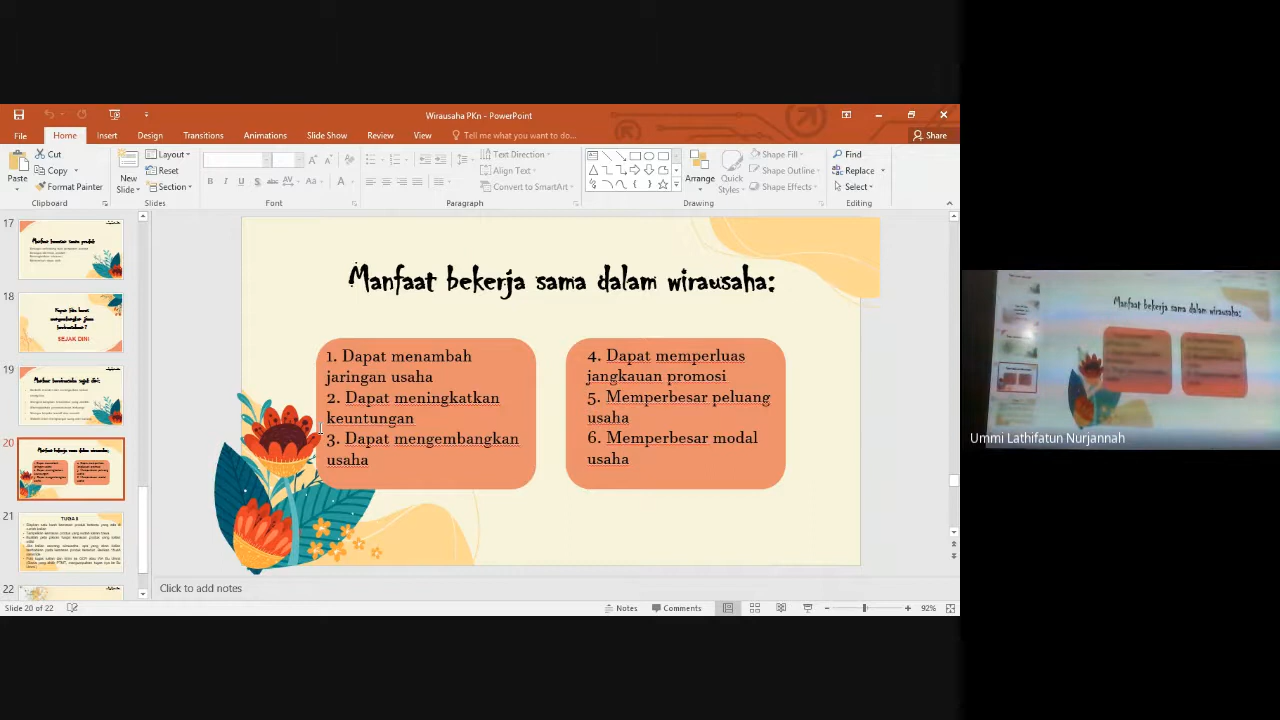 Wirausaha PKn - PowerPoint
File Home Insert Design Transitions Animations Slide Show Review View Tell me what you want to do... Share
Paste
Cut
Copy
Format Painter
Clipboard
New Slide
Layout
Reset
Section
Slides
Font
Text Direction
Align Text
Convert to SmartArt
Paragraph
Arrange
Quick Styles
Shape Fill
Shape Outline
Shape Effects
Drawing
Find
Replace
Select
Editing
17
18
SEJAK DINI
19
20
21
TUGAS
22
Manfaat bekerja sama dalam wirausaha:
1. Dapat menambah
jaringan usaha
2. Dapat meningkatkan
keuntungan
3. Dapat mengembangkan
usaha
4. Dapat memperluas
jangkauan promosi
5. Memperbesar peluang
usaha
6. Memperbesar modal
usaha
Click to add notes
Slide 20 of 22
Notes Comments 92%
Manfaat bekerja sama dalam wirausaha:
Ummi Lathifatun Nurjannah